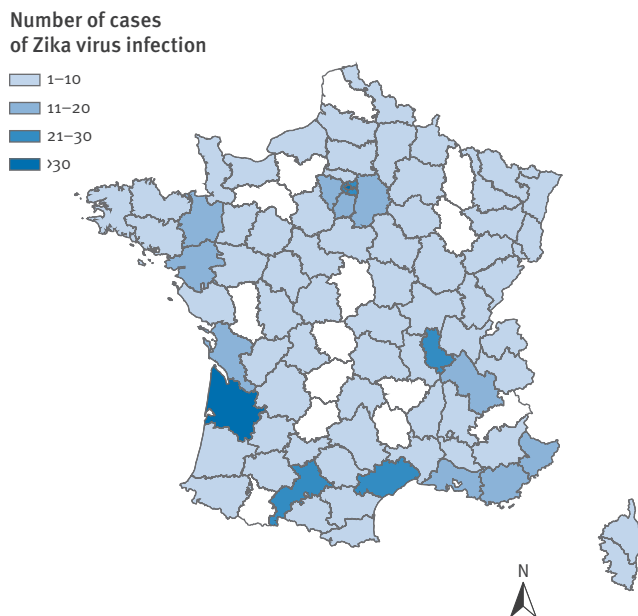 Number of cases
of Zika virus infection
1–10
11–20
21–30
>30
N